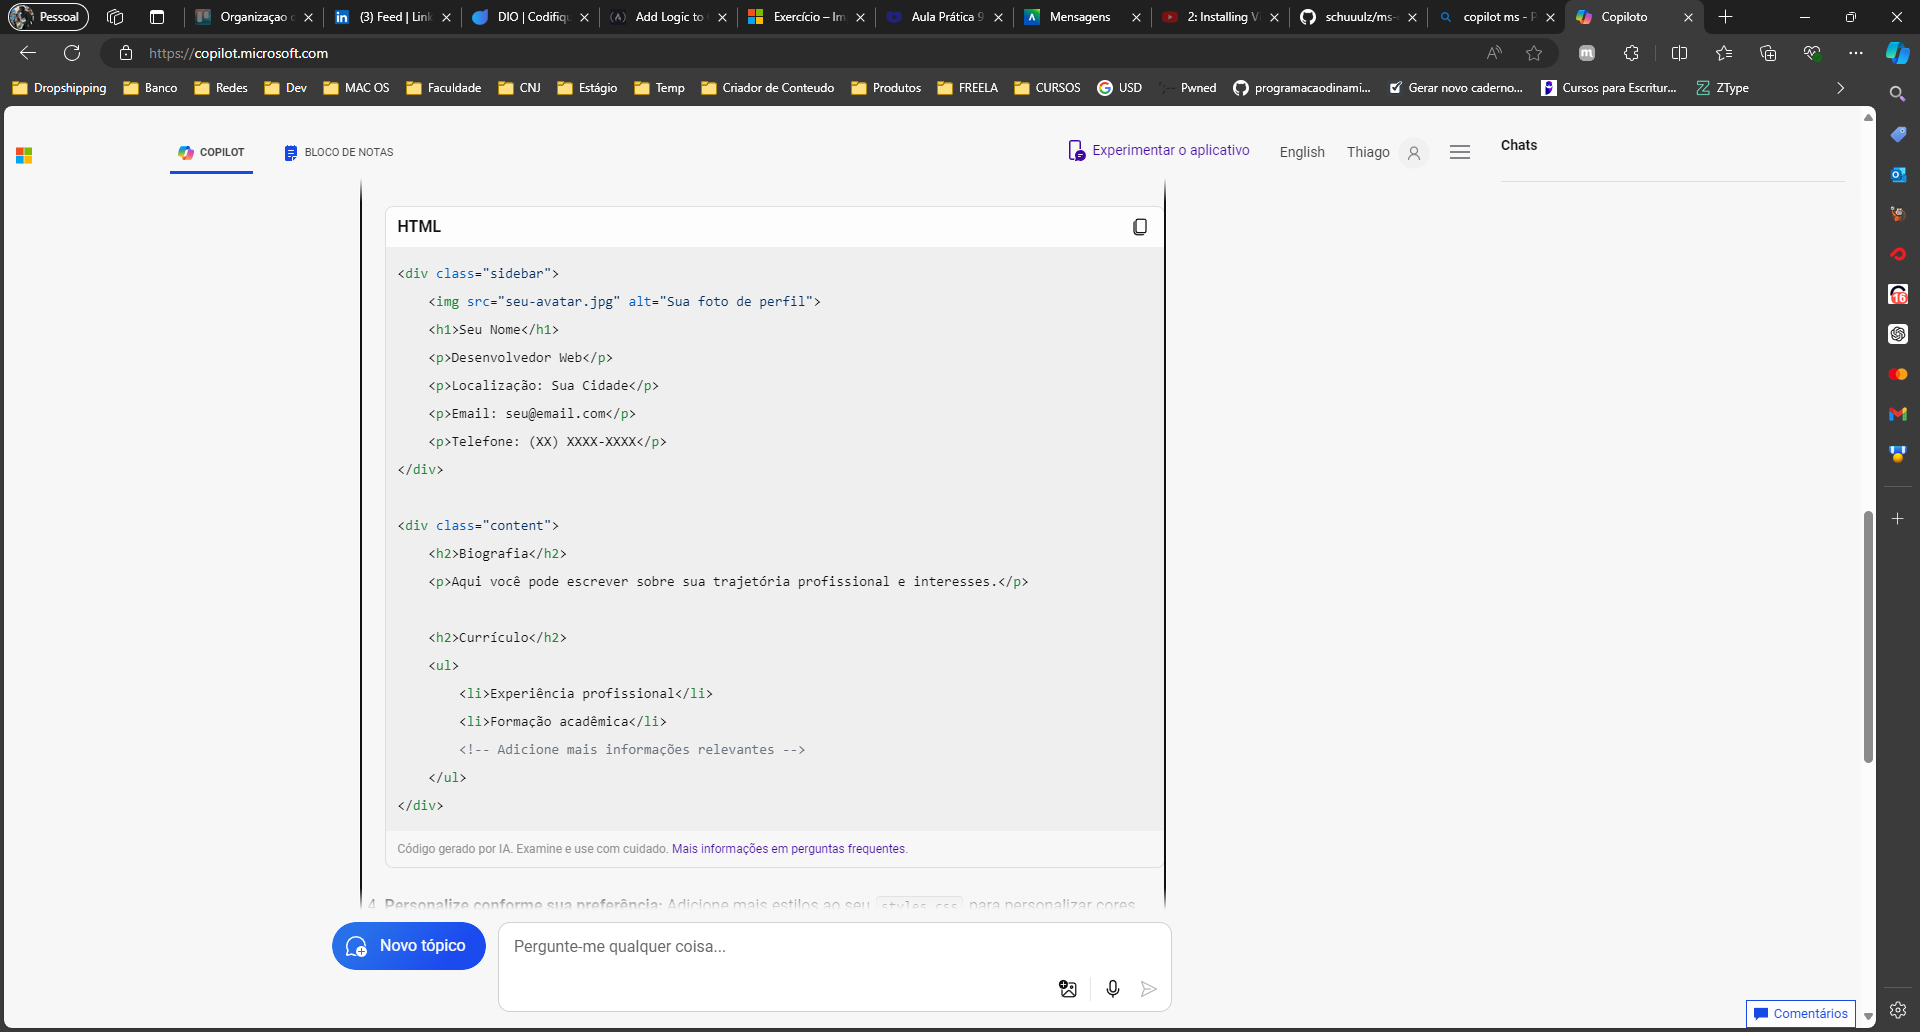 Pessoal
Organizaçao d
(3) Feed | Link
DIO | Codifiqu
Add Logic to
Exercício – Im
Aula Prática 9
Mensagens
2: Installing Vi
schuuulz/ms-
copilot ms - P
Copiloto
https://copilot.microsoft.com
Dropshipping
Banco
Redes
Dev
MAC OS
Faculdade
CNJ
Estágio
Temp
Criador de Conteudo
Produtos
FREELA
CURSOS
USD
Pwned
programacaodinami...
Gerar novo caderno...
Cursos para Escritur...
ZType
COPILOT
BLOCO DE NOTAS
Experimentar o aplicativo
English
Thiago
Chats
HTML
<div class="sidebar">
<img src="seu-avatar.jpg" alt="Sua foto de perfil">
<h1>Seu Nome</h1>
<p>Desenvolvedor Web</p>
<p>Localização: Sua Cidade</p>
<p>Email: seu@email.com</p>
<p>Telefone: (XX) XXXX-XXXX</p>
</div>
<div class="content">
<h2>Biografia</h2>
<p>Aqui você pode escrever sobre sua trajetória profissional e interesses.</p>
<h2>Currículo</h2>
<ul>
<li>Experiência profissional</li>
<li>Formação acadêmica</li>
<!-- Adicione mais informações relevantes -->
</ul>
</div>
Código gerado por IA. Examine e use com cuidado. Mais informações em perguntas frequentes.
4. Personalize conforme sua preferência: Adicione mais estilos ao seu styles.css para personalizar cores,
Novo tópico
Pergunte-me qualquer coisa...
Comentários
16